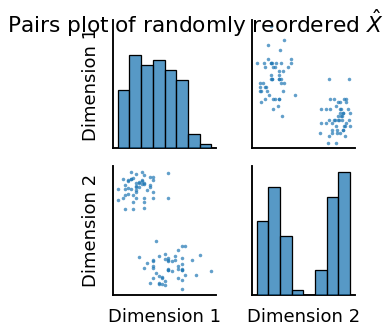 Pairs plot of randomly reordered X̂
Dimension 1
Dimension 2
Dimension 1
Dimension 2